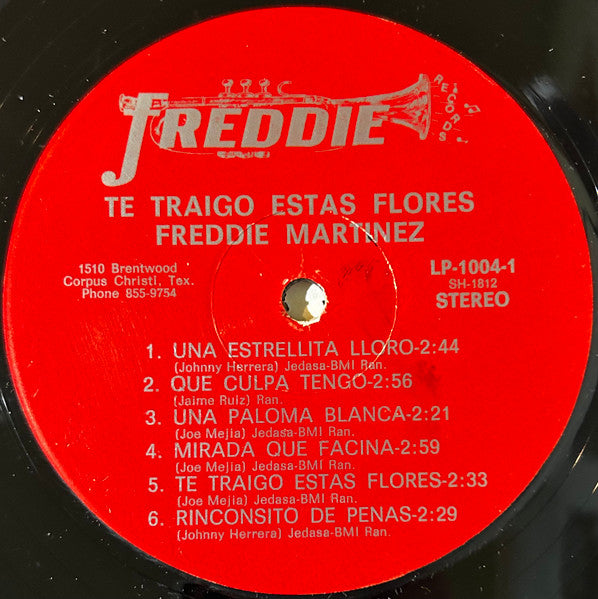 FREDDIE
RECORDS
TE TRAIGO ESTAS FLORES
FREDDIE MARTINEZ
1510 Brentwood
Corpus Christi, Tex.
Phone 855-9754
LP-1004-1
SH-1812
STEREO
1. UNA ESTRELLITA LLORO-2:44
(Johnny Herrera) Jedasa-BMI Ran.
2. QUE CULPA TENGO-2:56
(Jaime Ruiz) Ran.
3. UNA PALOMA BLANCA-2:21
(Joe Mejia) Jedasa-BMI Ran.
4. MIRADA QUE FACINA-2:59
(Joe Mejia) Jedasa-BMI Ran.
5. TE TRAIGO ESTAS FLORES-2:33
(Joe Mejia) Jedasa-BMI Ran.
6. RINCONSITO DE PENAS-2:29
(Johnny Herrera) Jedasa-BMI Ran.